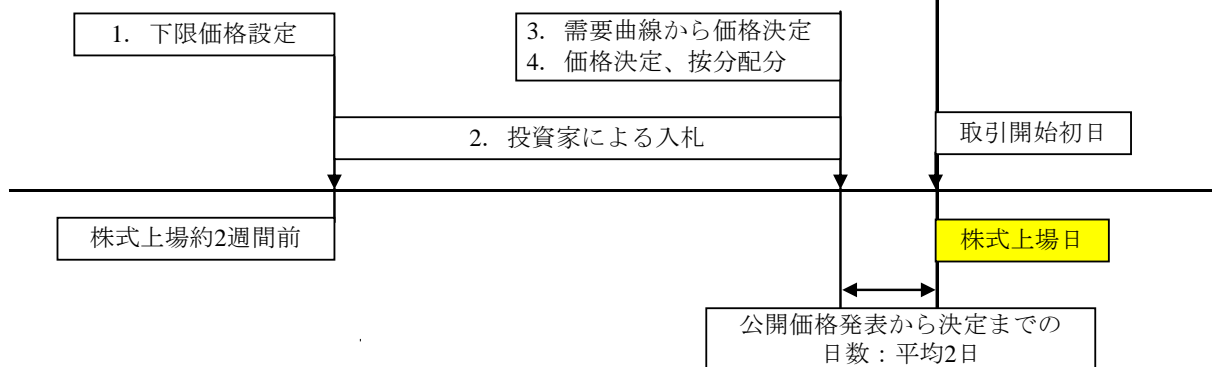 1. 下限価格設定
3. 需要曲線から価格決定
4. 価格決定、按分配分
2. 投資家による入札
取引開始初日
株式上場約2週間前
株式上場日
公開価格発表から決定までの
日数：平均2日